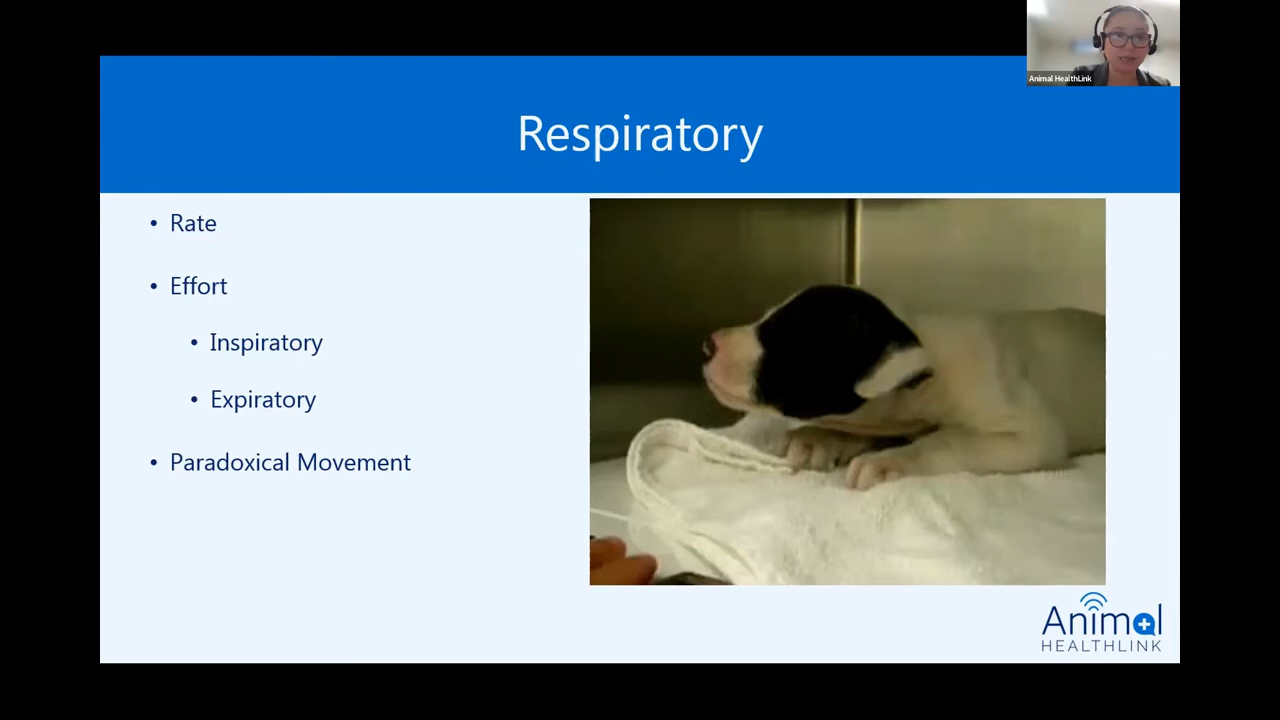 Animal HealthLink
Respiratory
• Rate
• Effort
• Inspiratory
• Expiratory
• Paradoxical Movement
Animal
HEALTHLINK